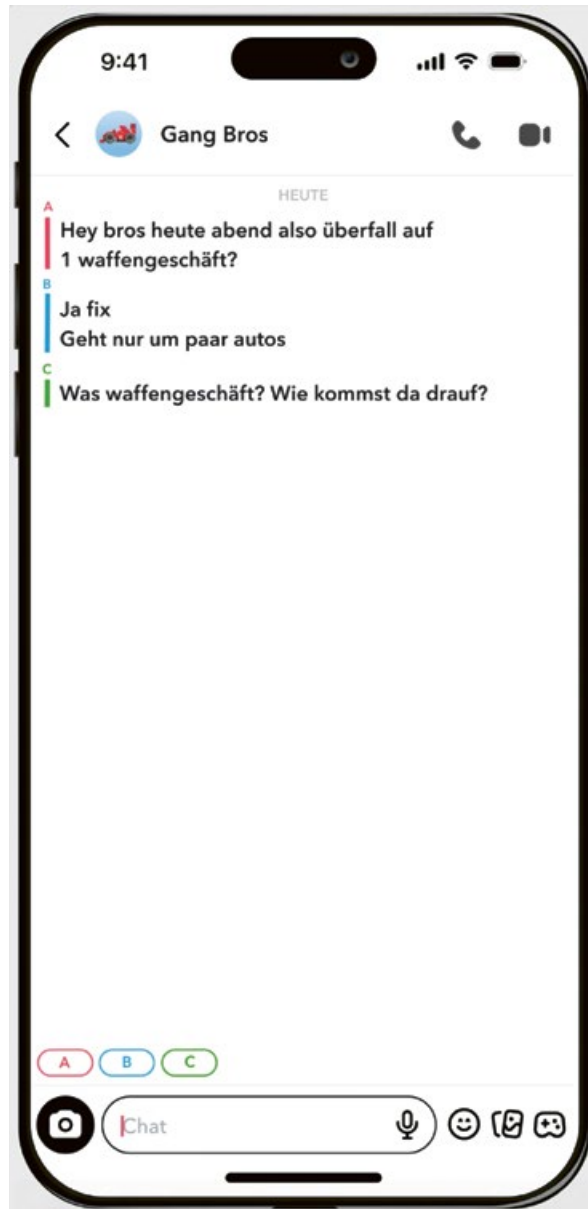 9:41
Gang Bros
HEUTE
A
Hey bros heute abend also überfall auf
1 waffengeschäft?
B
Ja fix
Geht nur um paar autos
C
Was waffengeschäft? Wie kommst da drauf?
A B C
Chat